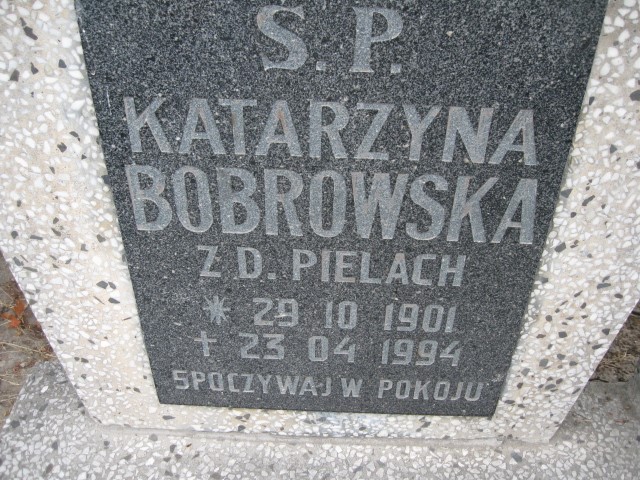 Ś.P.
KATARZYNA
BOBROWSKA
Z D. PIELACH
* 29 10 1901
† 23 04 1994
SPOCZYWAJ W POKOJU